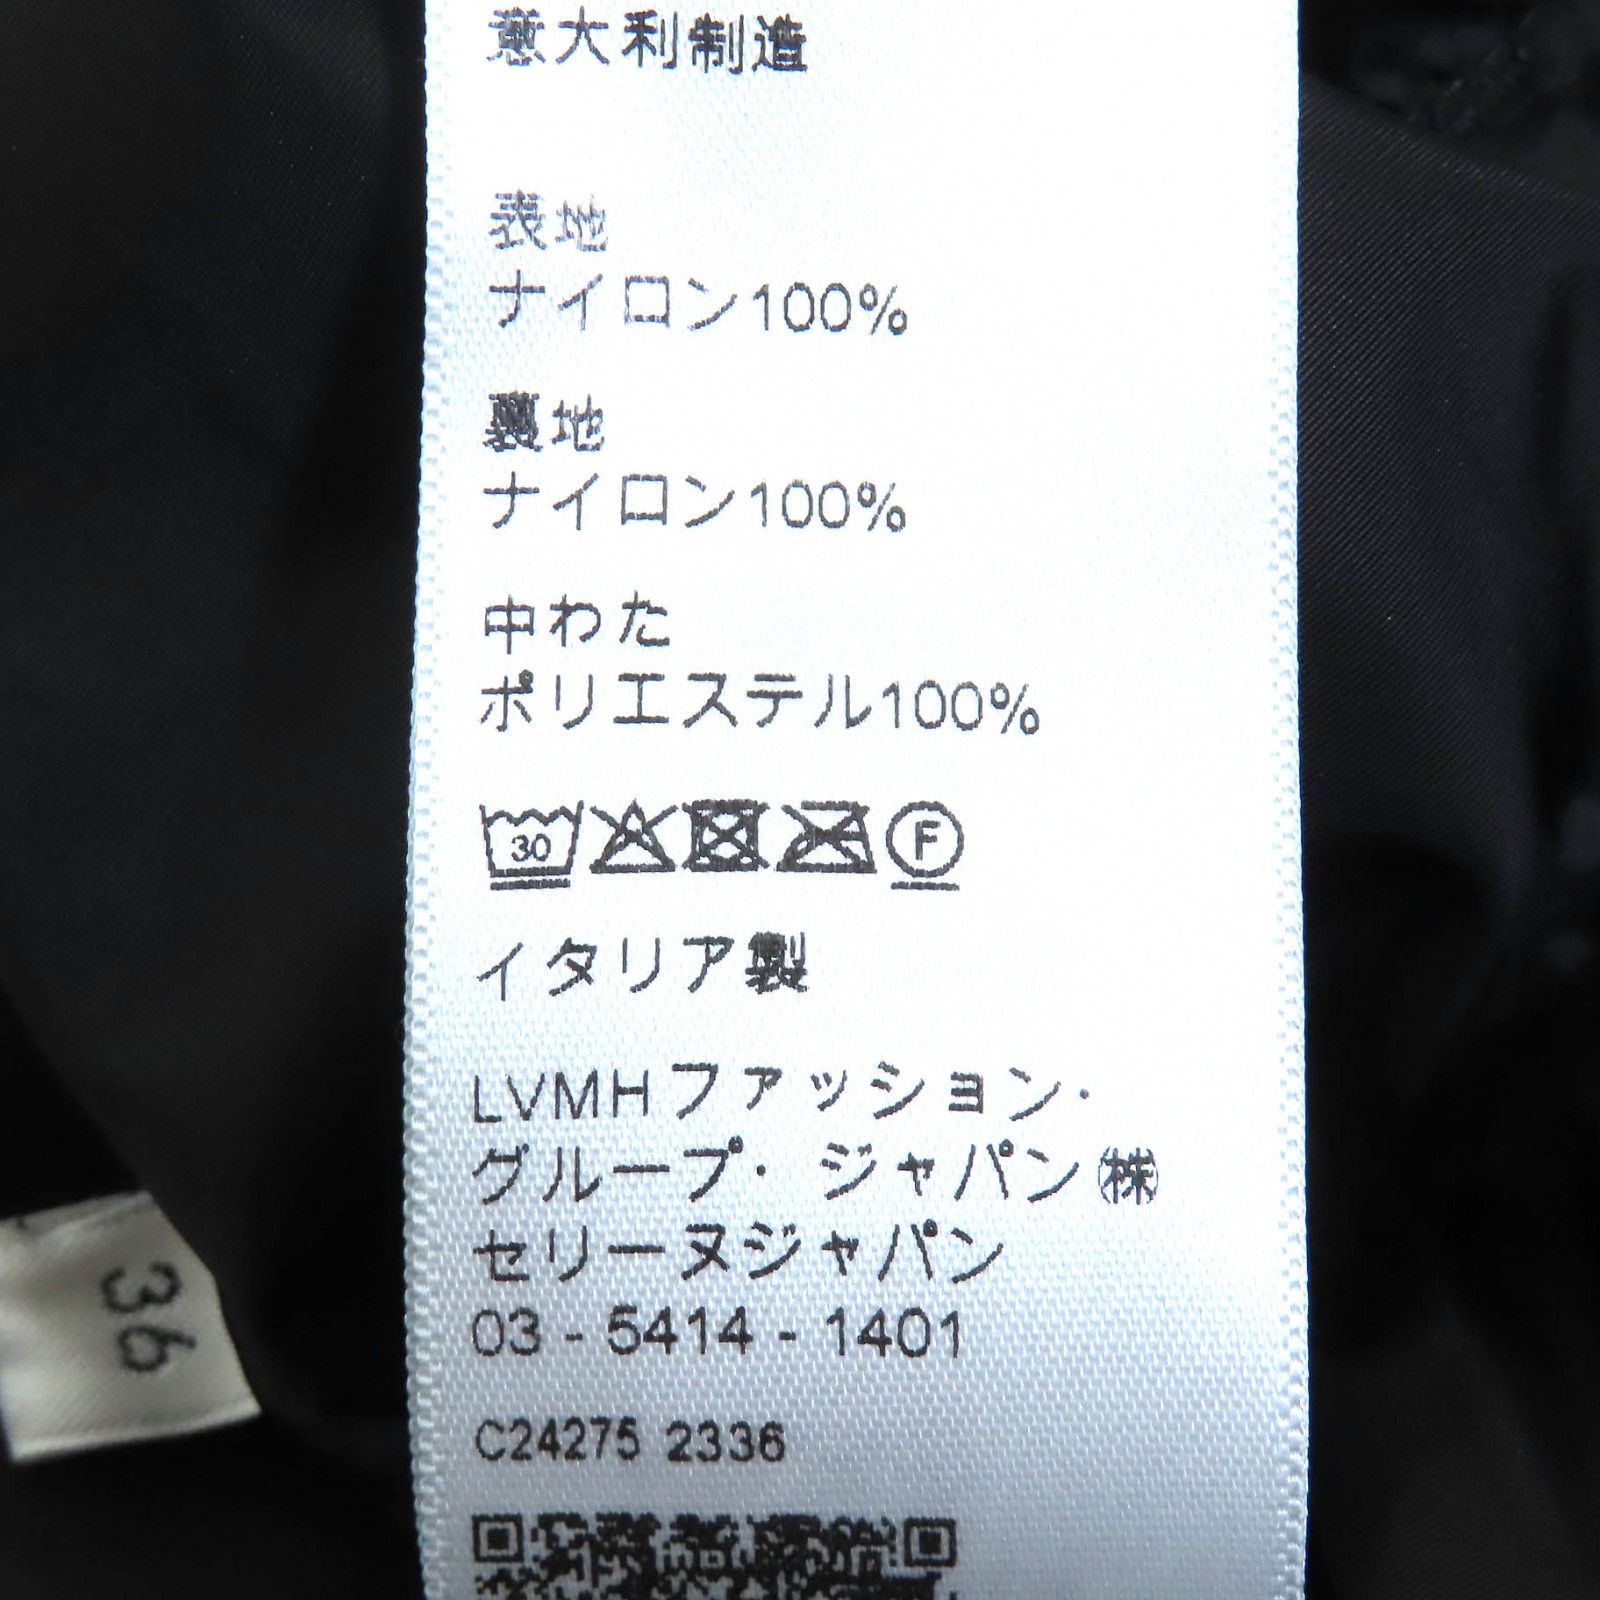 意大利制造
表地
ナイロン100%
裏地
ナイロン100%
中わた
ポリエステル100%
30
F
イタリア製
LVMHファッション・
グループ・ ジャパン㈱
セリーヌジャパン
03 - 5414 - 1401
C24275 2336
36